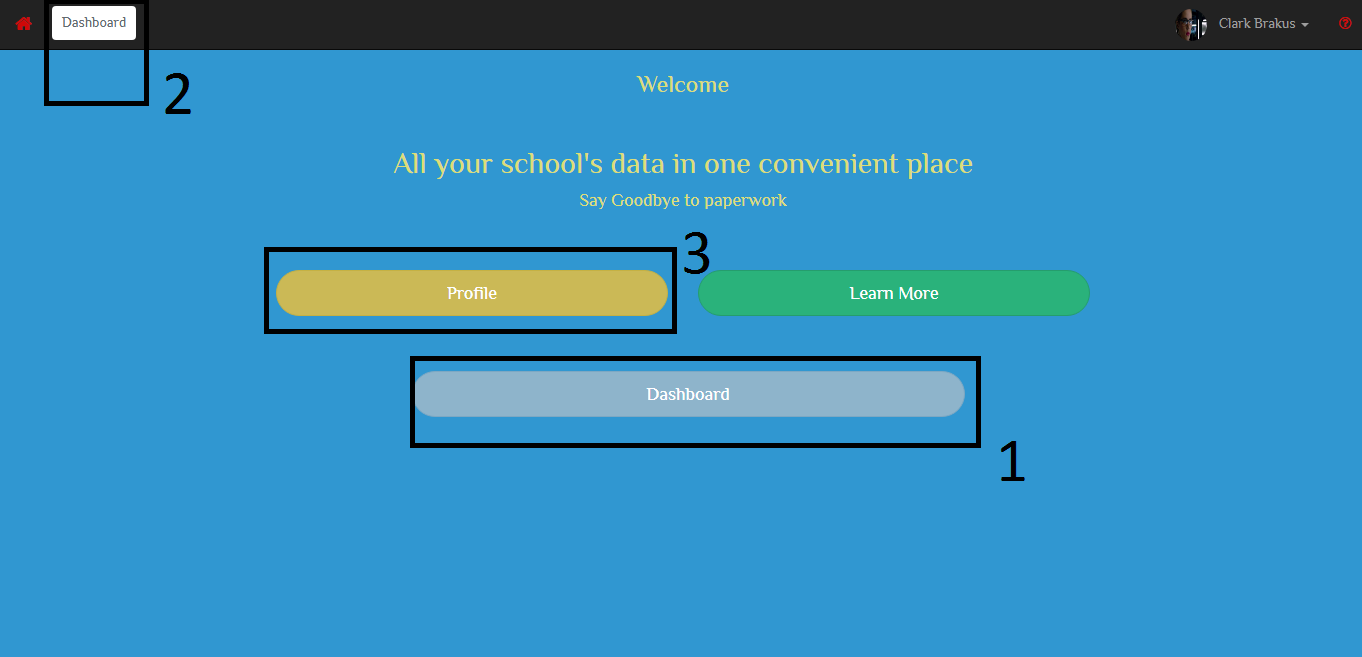 Dashboard
Clark Brakus
2
Welcome
All your school's data in one convenient place
Say Goodbye to paperwork
3
Profile
Learn More
Dashboard
1